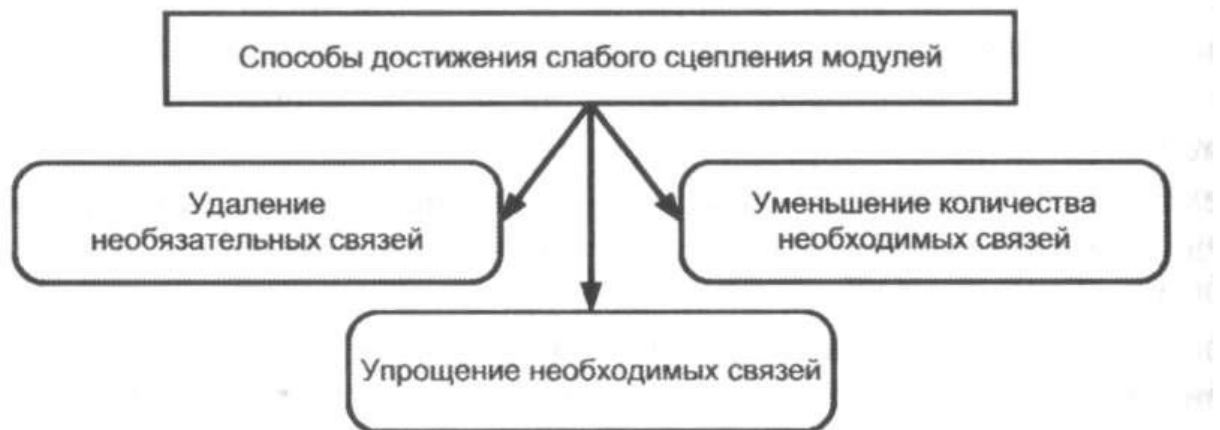 Способы достижения слабого сцепления модулей
Удаление
необязательных связей
Уменьшение количества
необходимых связей
Упрощение необходимых связей